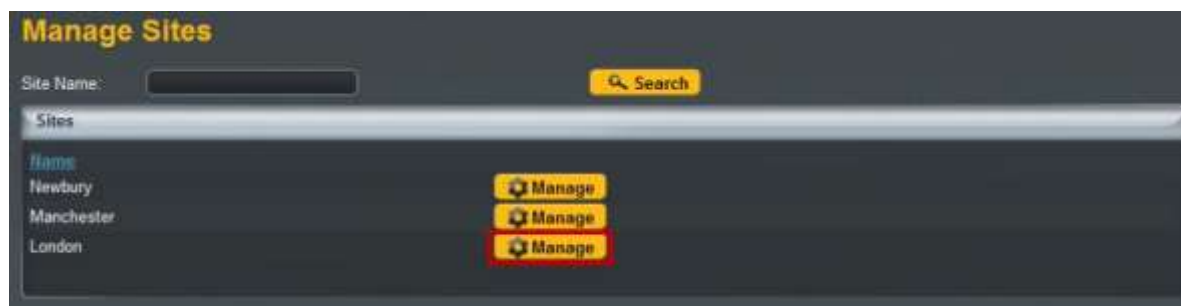 Manage Sites
Site Name: Search
Sites
Name
Newbury Manage
Manchester Manage
London Manage